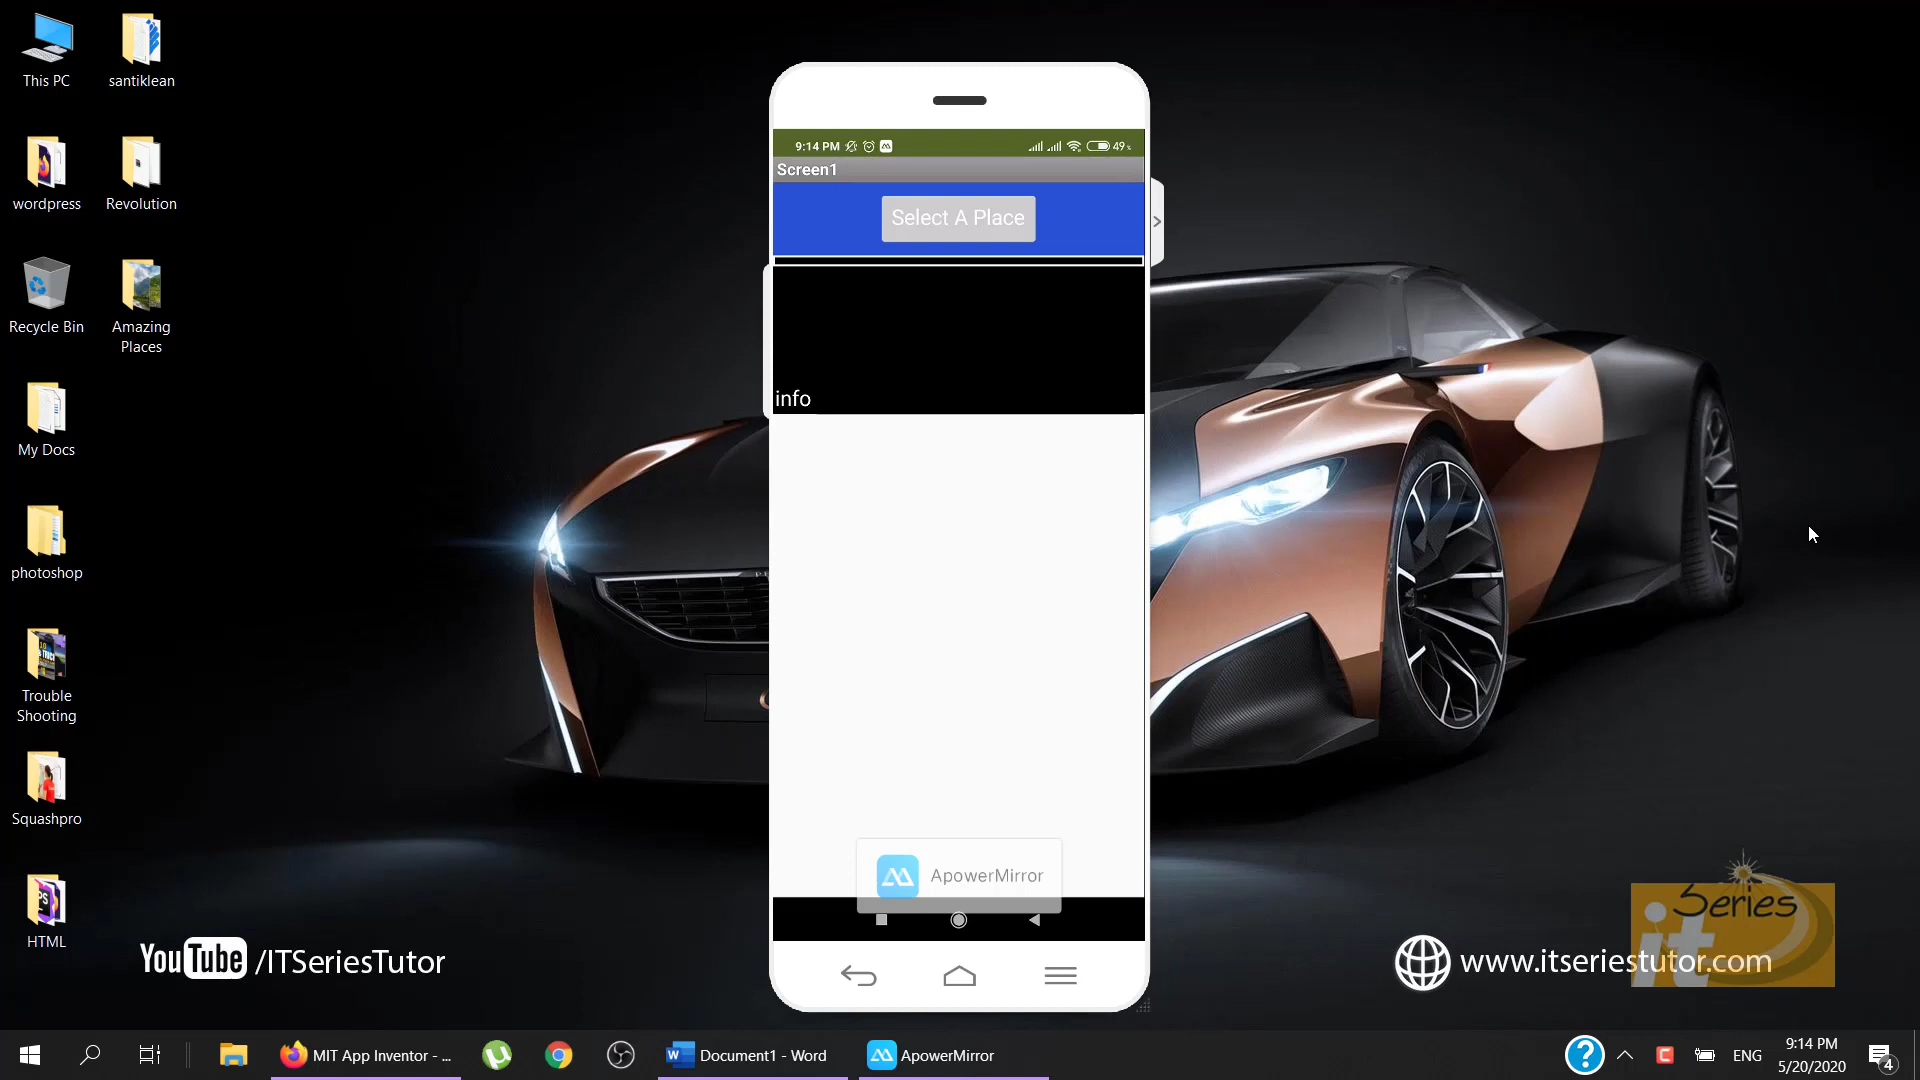 This PC
santiklean
wordpress
Revolution
Recycle Bin
Amazing
Places
My Docs
photoshop
Trouble
Shooting
Squashpro
HTML
9:14 PM
49%
Screen1
Select A Place
info
ApowerMirror
YouTube /ITSeriesTutor
Series
it
www.itseriestutor.com
MIT App Inventor - ...
Document1 - Word
ApowerMirror
ENG
9:14 PM
5/20/2020
4